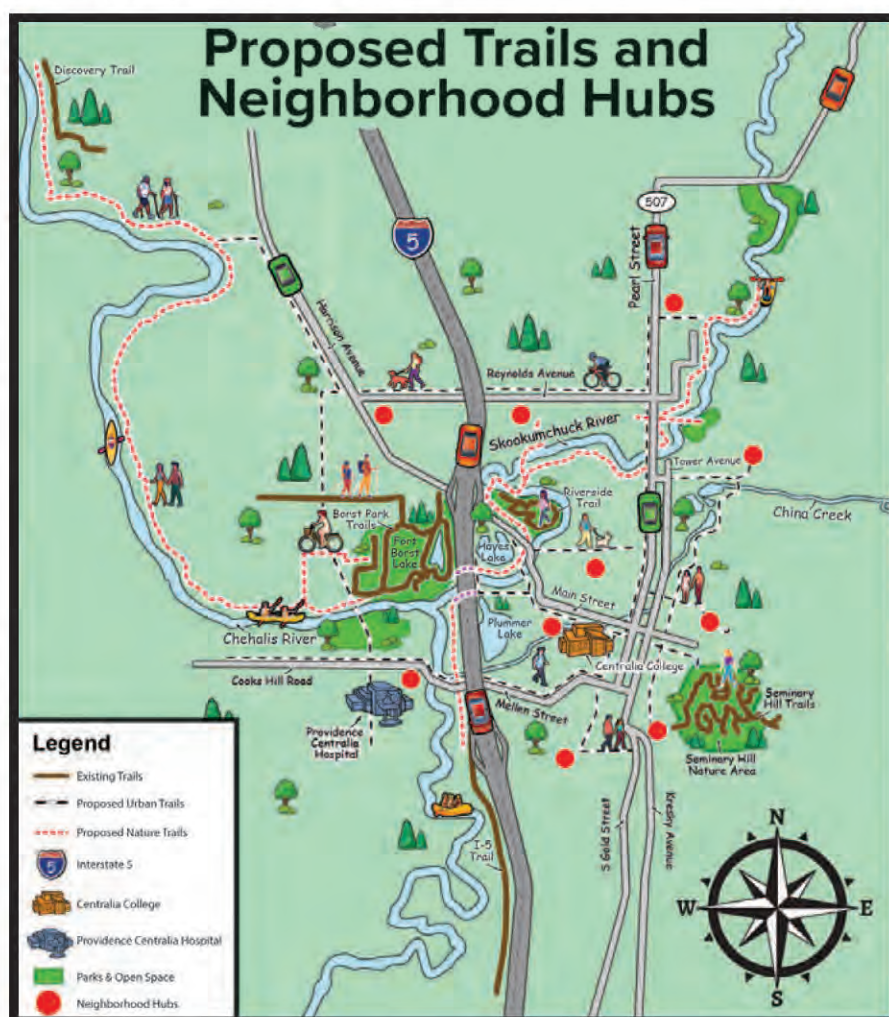 Proposed Trails and
Neighborhood Hubs
Discovery Trail
507
5
Pearl Street
Harrison Avenue
Reynolds Avenue
Skookumchuck River
Tower Avenue
Riverside
Trail
China Creek
Borst Park
Trails
Fort
Borst
Lake
Hayes
Lake
Main Street
Plummer
Lake
Chehalis River
Centralia College
Cooks Hill Road
Mellen Street
Seminary
Hill Trails
Providence
Centralia
Hospital
Seminary Hill
Nature Area
I-5
Trail
S Gold Street
Kresky Avenue
Legend
Existing Trails
Proposed Urban Trails
Proposed Nature Trails
5
Interstate 5
Centralia College
Providence Centralia Hospital
Parks & Open Space
Neighborhood Hubs
N
W
E
S